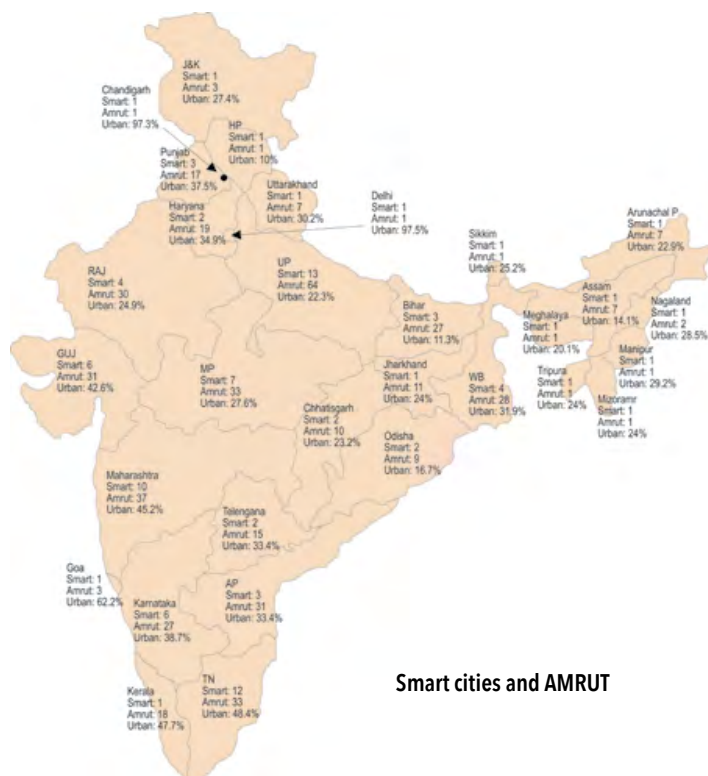 J&K
Smart: 1
Amrut: 3
Urban: 27.4%
Chandigarh
Smart: 1
Amrut: 1
Urban: 97.3%
HP
Smart: 1
Amrut: 1
Urban: 10%
Punjab
Smart: 3
Amrut: 17
Urban: 37.5%
Uttarakhand
Smart: 1
Amrut: 7
Urban: 30.2%
Haryana
Smart: 2
Amrut: 19
Urban: 34.9%
Delhi
Smart: 1
Amrut: 1
Urban: 97.5%
Arunachal P
Smart: 1
Amrut: 7
Urban: 22.9%
Sikkim
Smart: 1
Amrut: 1
Urban: 25.2%
RAJ
Smart: 4
Amrut: 30
Urban: 24.9%
UP
Smart: 13
Amrut: 64
Urban: 22.3%
Assam
Smart: 1
Amrut: 7
Urban: 14.1%
Nagaland
Smart: 1
Amrut: 2
Urban: 28.5%
Bihar
Smart: 3
Amrut: 27
Urban: 11.3%
Meghalaya
Smart: 1
Amrut: 1
Urban: 20.1%
Manipur
Smart: 1
Amrut: 1
Urban: 29.2%
GUJ
Smart: 6
Amrut: 31
Urban: 42.6%
MP
Smart: 7
Amrut: 33
Urban: 27.6%
Jharkhand
Smart: 1
Amrut: 11
Urban: 24%
WB
Smart: 4
Amrut: 28
Urban: 31.9%
Tripura
Smart: 1
Amrut: 1
Urban: 24%
Mizoramr
Smart: 1
Amrut: 1
Urban: 24%
Chhatisgarh
Smart: 2
Amrut: 10
Urban: 23.2%
Odisha
Smart: 2
Amrut: 9
Urban: 16.7%
Maharashtra
Smart: 10
Amrut: 37
Urban: 45.2%
Telengana
Smart: 2
Amrut: 15
Urban: 33.4%
Goa
Smart: 1
Amrut: 3
Urban: 62.2%
AP
Smart: 3
Amrut: 31
Urban: 33.4%
Karnataka
Smart: 6
Amrut: 27
Urban: 38.7%
TN
Smart: 12
Amrut: 33
Urban: 48.4%
Kerala
Smart: 1
Amrut: 18
Urban: 47.7%
Smart cities and AMRUT